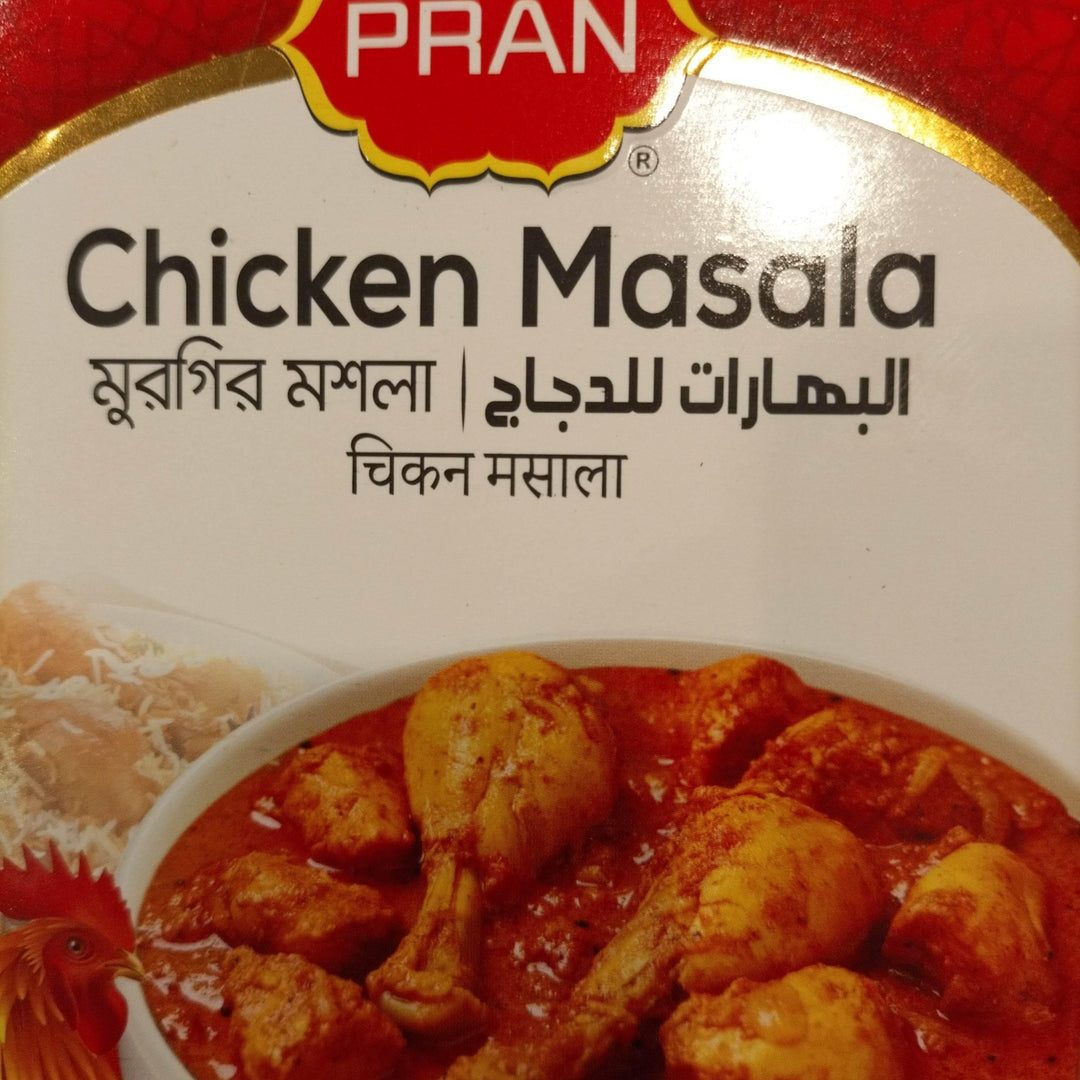 PRAN
®
Chicken Masala
মুরগির মশলা | البهارات للدجاج
चिकन मसाला